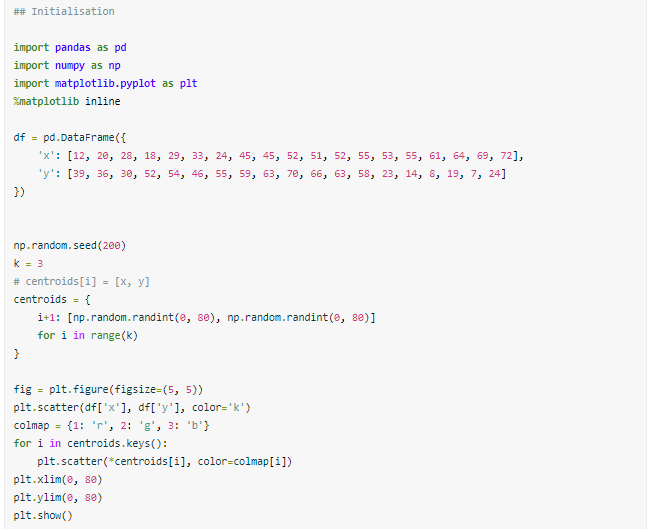 ## Initialisation
import pandas as pd
import numpy as np
import matplotlib.pyplot as plt
%matplotlib inline
df = pd.DataFrame({
    'x': [12, 20, 28, 18, 29, 33, 24, 45, 45, 52, 51, 52, 55, 53, 55, 61, 64, 69, 72],
    'y': [39, 36, 30, 52, 54, 46, 55, 59, 63, 70, 66, 63, 58, 23, 14, 8, 19, 7, 24]
})
np.random.seed(200)
k = 3
# centroids[i] = [x, y]
centroids = {
    i+1: [np.random.randint(0, 80), np.random.randint(0, 80)]
    for i in range(k)
}
fig = plt.figure(figsize=(5, 5))
plt.scatter(df['x'], df['y'], color='k')
colmap = {1: 'r', 2: 'g', 3: 'b'}
for i in centroids.keys():
    plt.scatter(*centroids[i], color=colmap[i])
plt.xlim(0, 80)
plt.ylim(0, 80)
plt.show()